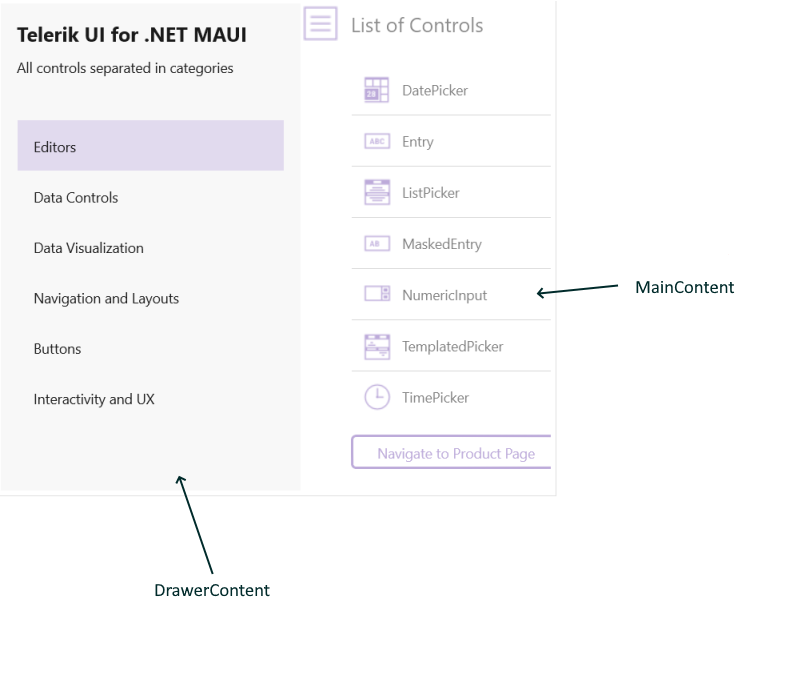 Telerik UI for .NET MAUI
All controls separated in categories
Editors
Data Controls
Data Visualization
Navigation and Layouts
Buttons
Interactivity and UX
List of Controls
28
DatePicker
ABC
Entry
ListPicker
AB
MaskedEntry
NumericInput
TemplatedPicker
TimePicker
Navigate to Product Page
MainContent
DrawerContent